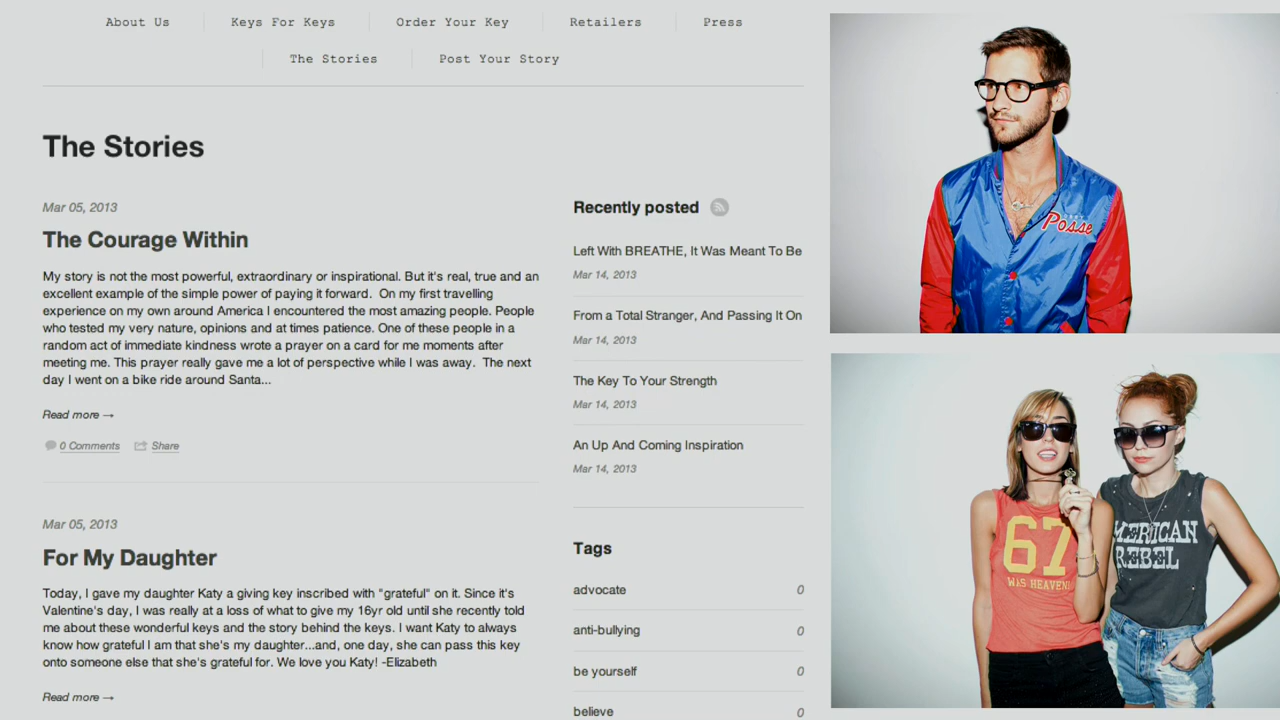 About Us
Keys For Keys
Order Your Key
Retailers
Press
The Stories
Post Your Story
The Stories
Mar 05, 2013
The Courage Within
My story is not the most powerful, extraordinary or inspirational. But it's real, true and an
excellent example of the simple power of paying it forward.  On my first travelling
experience on my own around America I encountered the most amazing people. People
who tested my very nature, opinions and at times patience. One of these people in a
random act of immediate kindness wrote a prayer on a card for me moments after
meeting me. This prayer really gave me a lot of perspective while I was away.  The next
day I went on a bike ride around Santa...
Read more →
0 Comments
Share
Mar 05, 2013
For My Daughter
Today, I gave my daughter Katy a giving key inscribed with "grateful" on it. Since it's
Valentine's day, I was really at a loss of what to give my 16yr old until she recently told
me about these wonderful keys and the story behind the keys. I want Katy to always
know how grateful I am that she's my daughter...and, one day, she can pass this key
onto someone else that she's grateful for. We love you Katy! -Elizabeth
Read more →
Recently posted
Left With BREATHE, It Was Meant To Be
Mar 14, 2013
From a Total Stranger, And Passing It On
Mar 14, 2013
The Key To Your Strength
Mar 14, 2013
An Up And Coming Inspiration
Mar 14, 2013
Tags
advocate 0
anti-bullying 0
be yourself 0
believe 0
Posse
67
WAS HEAVEN
MERICAN
REBEL